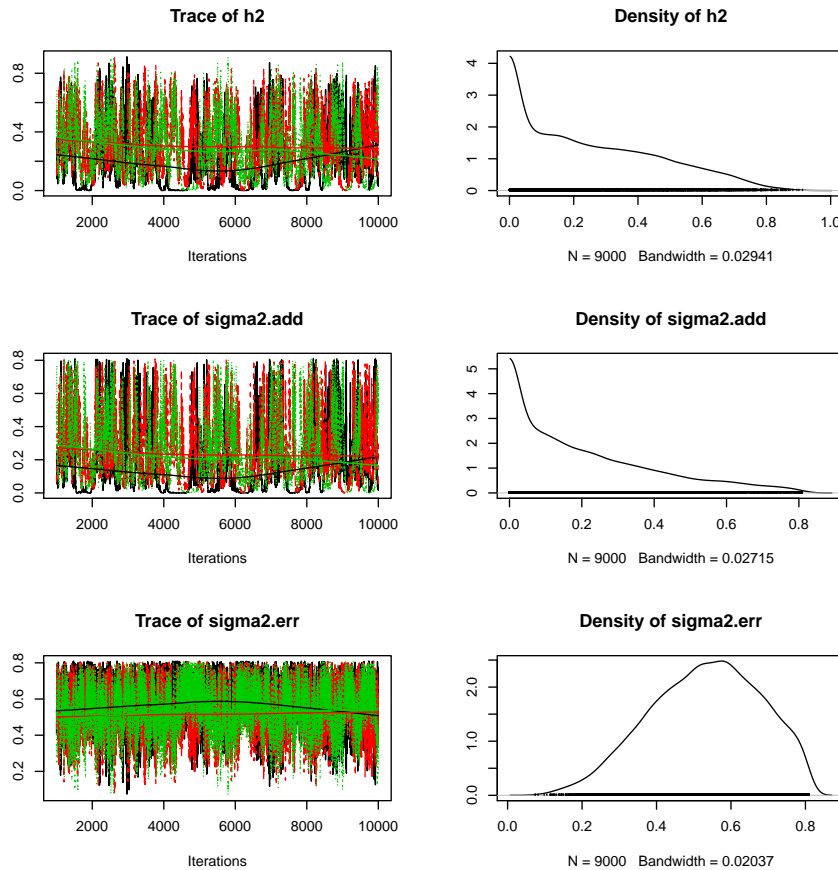 Trace of h2
0.0 0.4 0.8
2000 4000 6000 8000 10000
Iterations
Density of h2
0 1 2 3 4
0.0 0.2 0.4 0.6 0.8 1.0
N = 9000 Bandwidth = 0.02941
Trace of sigma2.add
0.0 0.2 0.4 0.6 0.8
2000 4000 6000 8000 10000
Iterations
Density of sigma2.add
0 1 2 3 4 5
0.0 0.2 0.4 0.6 0.8
N = 9000 Bandwidth = 0.02715
Trace of sigma2.err
0.2 0.4 0.6 0.8
2000 4000 6000 8000 10000
Iterations
Density of sigma2.err
0.0 1.0 2.0
0.0 0.2 0.4 0.6 0.8
N = 9000 Bandwidth = 0.02037